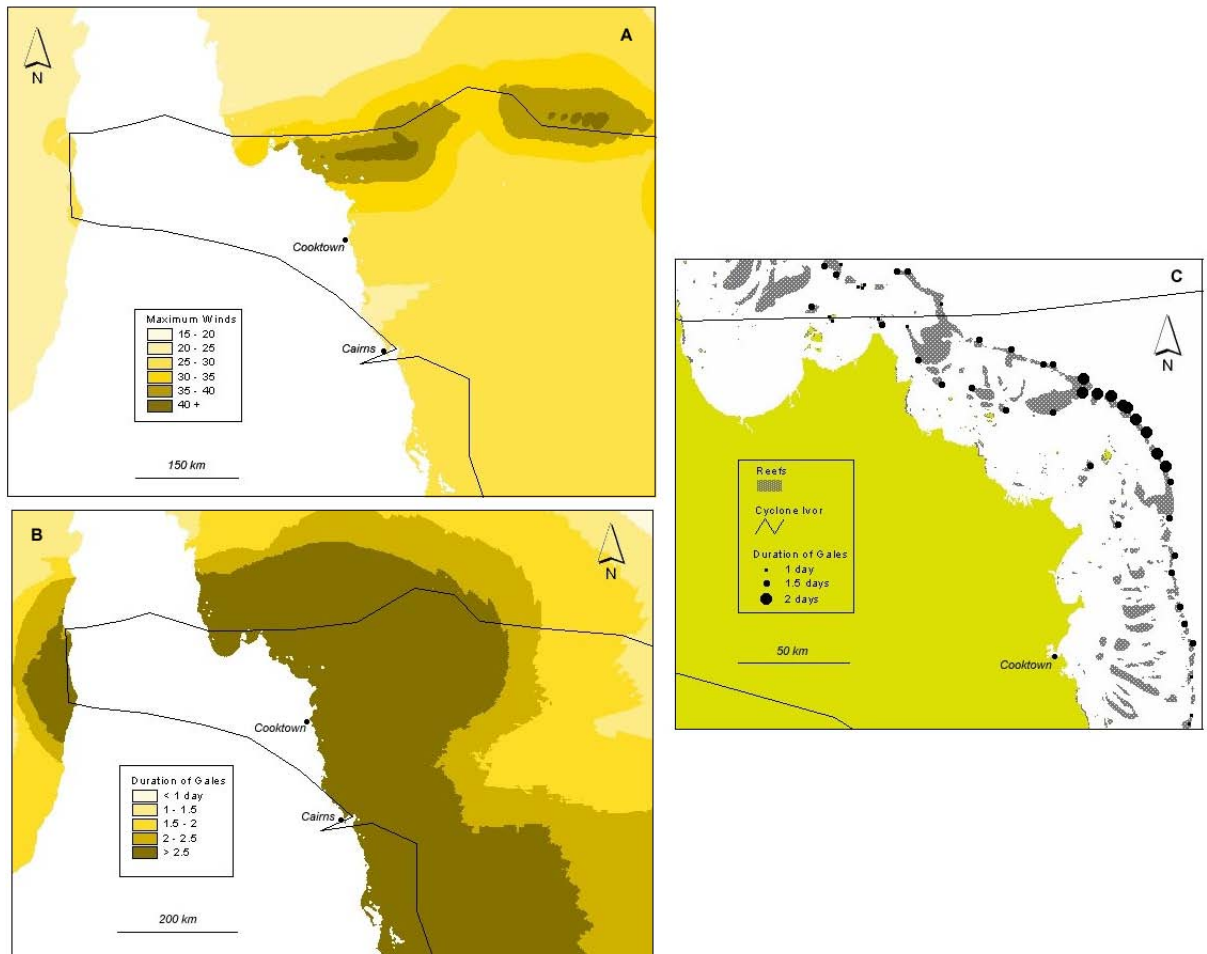 A
N
Cooktown
Maximum Winds
15 - 20
20 - 25
25 - 30
30 - 35
35 - 40
40 +
Cairns
150 km
B
N
Cooktown
Duration of Gales
< 1 day
1 - 1.5
1.5 - 2
2 - 2.5
> 2.5
Cairns
200 km
C
N
Reefs
Cyclone Ivor
Duration of Gales
1 day
1.5 days
2 days
50 km
Cooktown